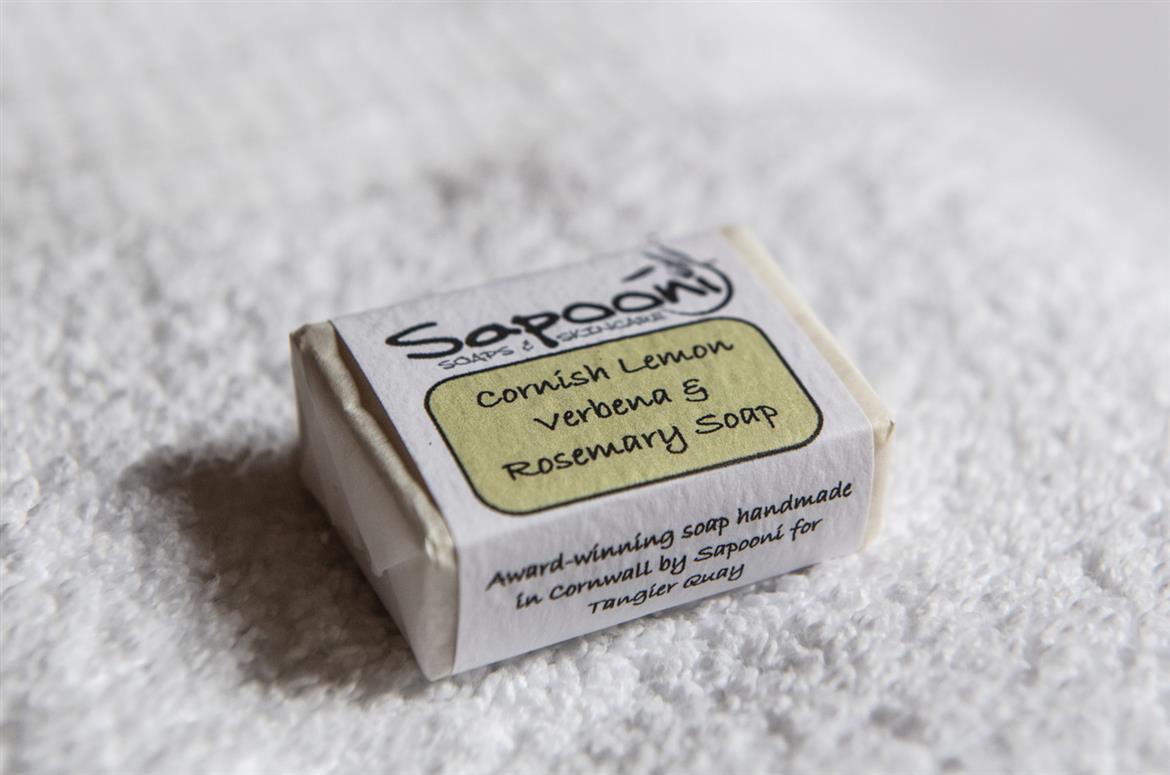 Sapooni
SOAPS & SKINCARE
Cornish Lemon
Verbena &
Rosemary Soap
Award-winning soap handmade
in Cornwall by Sapooni for
Tangier Quay